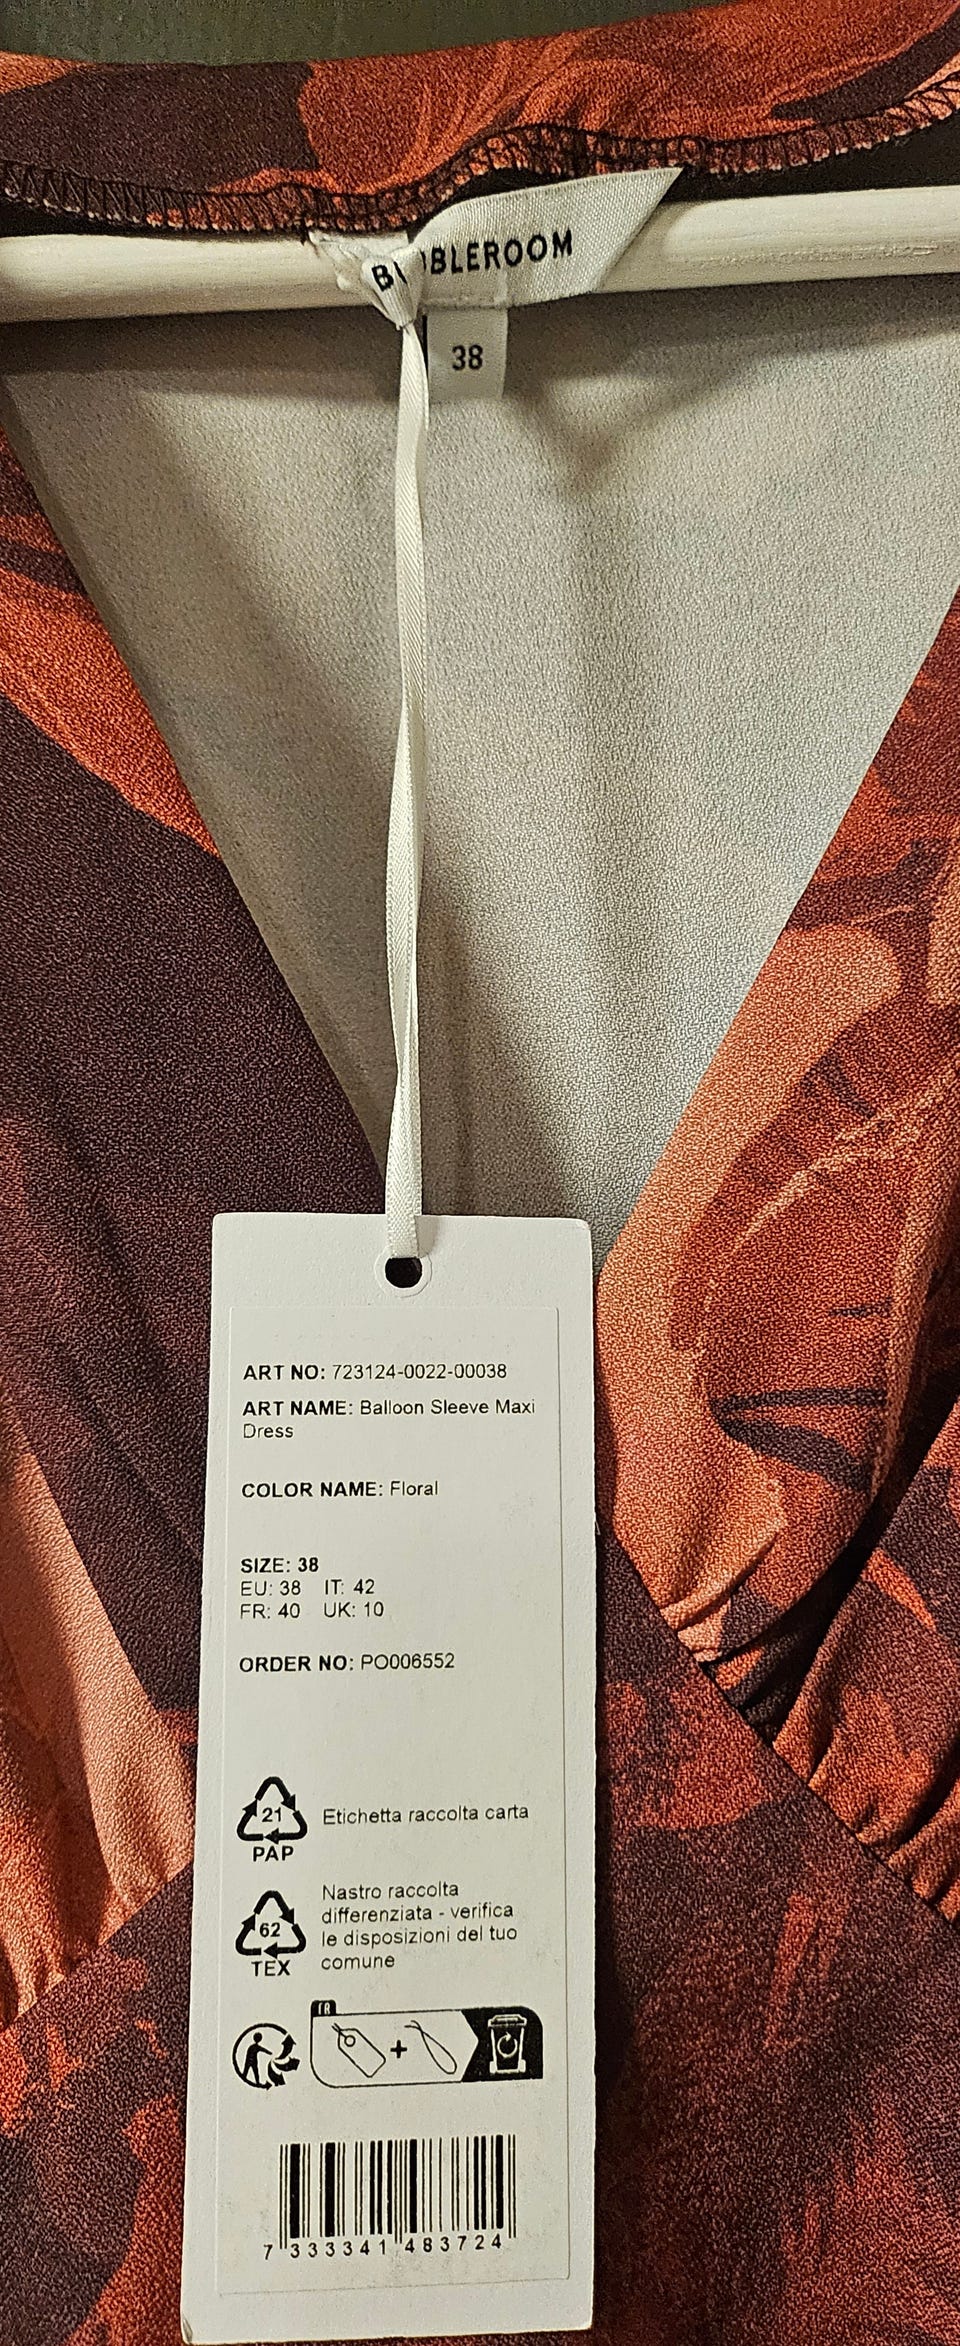 BUBBLEROOM
38
ART NO: 723124-0022-00038
ART NAME: Balloon Sleeve Maxi
Dress
COLOR NAME: Floral
SIZE: 38
EU: 38 IT: 42
FR: 40 UK: 10
ORDER NO: PO006552
21
PAP
Etichetta raccolta carta
62
TEX
Nastro raccolta
differenziata - verifica
le disposizioni del tuo
comune
FR
7 333341 483724